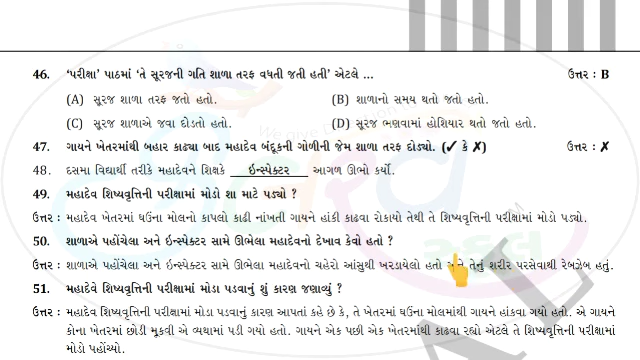 46. 'પરીક્ષા' પાઠમાં 'તે સૂરજની ગતિ શાળા તરફ વધતી જતી હતી' એટલે ... ઉત્તર : B
(A) સૂરજ શાળા તરફ જતો હતો. (B) શાળાનો સમય થતો જતો હતો.
(C) સૂરજ શાળાએ જવા દોડતો હતો. (D) સૂરજ ભણવામાં હોશિયાર થતો જતો હતો.
47. ગાયને ખેતરમાંથી બહાર કાઢ્યા બાદ મહાદેવ બંદૂકની ગોળીની જેમ શાળા તરફ દોડ્યો. (✓ કે ✗) ઉત્તર : ✗
48. દસમા વિદ્યાર્થી તરીકે મહાદેવને શિક્ષકે ઇન્સ્પેક્ટર આગળ ઊભો કર્યો.
49. મહાદેવ શિષ્યવૃત્તિની પરીક્ષામાં મોડો શા માટે પડ્યો ?
ઉત્તર : મહાદેવ ખેતરમાં ઘઉંના મોલનો કાપલો કાઢી નાંખતી ગાયને હાંકી કાઢવા રોકાયો તેથી તે શિષ્યવૃત્તિની પરીક્ષામાં મોડો પડ્યો.
50. શાળાએ પહોંચેલા અને ઇન્સ્પેક્ટર સામે ઊભેલા મહાદેવનો દેખાવ કેવો હતો ?
ઉત્તર : શાળાએ પહોંચેલા અને ઇન્સ્પેક્ટર સામે ઊભેલા મહાદેવનો ચહેરો આંસુથી ખરડાયેલો હતો અને તેનું શરીર પરસેવાથી રેબઝેબ હતું.
51. મહાદેવે શિષ્યવૃત્તિની પરીક્ષામાં મોડા પડવાનું શું કારણ જણાવ્યું ?
ઉત્તર : મહાદેવ શિષ્યવૃત્તિની પરીક્ષામાં મોડા પડવાનું કારણ આપતાં કહે છે કે, તે ખેતરમાં ઘઉંના મોલમાંથી ગાયને હાંકવા ગયો હતો. એ ગાયને
કોના ખેતરમાં છોડી મૂકવી એ ભ્રમણામાં પડી ગયો હતો. ગાયને એક પછી એક ખેતરમાંથી કાઢવા રહ્યો એટલે તે શિષ્યવૃત્તિની પરીક્ષામાં
મોડો પહોંચ્યો.